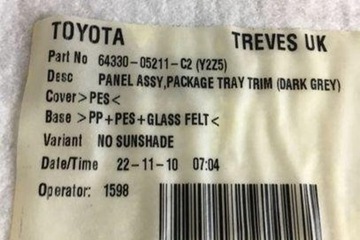 TOYOTA TREVES UK
Part No 64330-05211-C2 (Y2Z5)
Desc PANEL ASSY,PACKAGE TRAY TRIM (DARK GREY)
Cover >PES<
Base >PP+PES+GLASS FELT<
Variant NO SUNSHADE
Date/Time 22-11-10 07:04
Operator: 1598